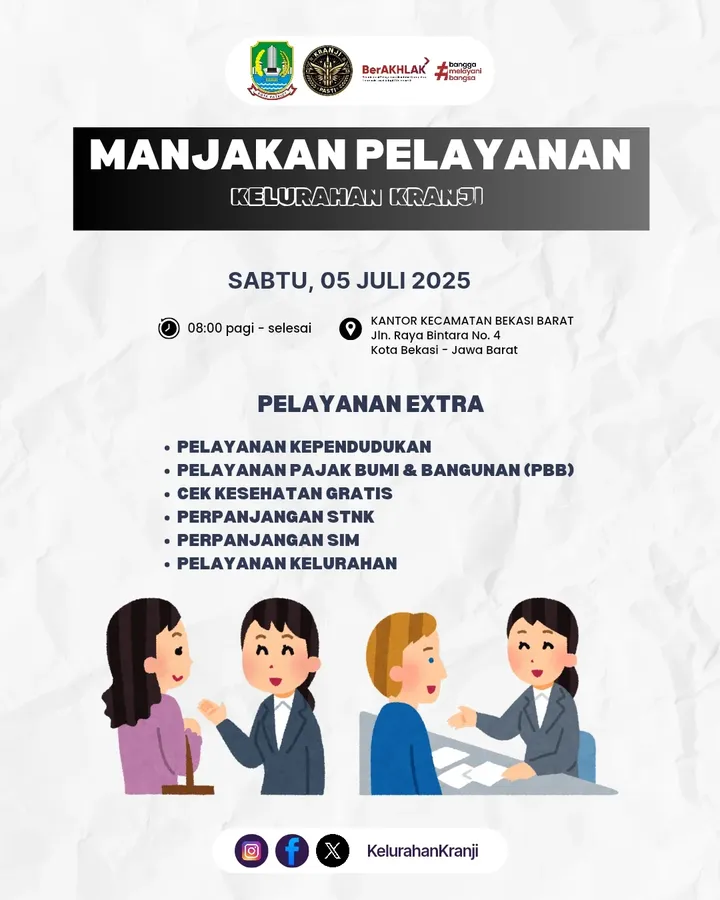 KRANJI
PASTI
BerAKHLAK
#bangga
melayani
bangsa
MANJAKAN PELAYANAN
KELURAHAN KRANJI
SABTU, 05 JULI 2025
08:00 pagi - selesai
KANTOR KECAMATAN BEKASI BARAT
Jln. Raya Bintara No. 4
Kota Bekasi - Jawa Barat
PELAYANAN EXTRA
• PELAYANAN KEPENDUDUKAN
• PELAYANAN PAJAK BUMI & BANGUNAN (PBB)
• CEK KESEHATAN GRATIS
• PERPANJANGAN STNK
• PERPANJANGAN SIM
• PELAYANAN KELURAHAN
KelurahanKranji